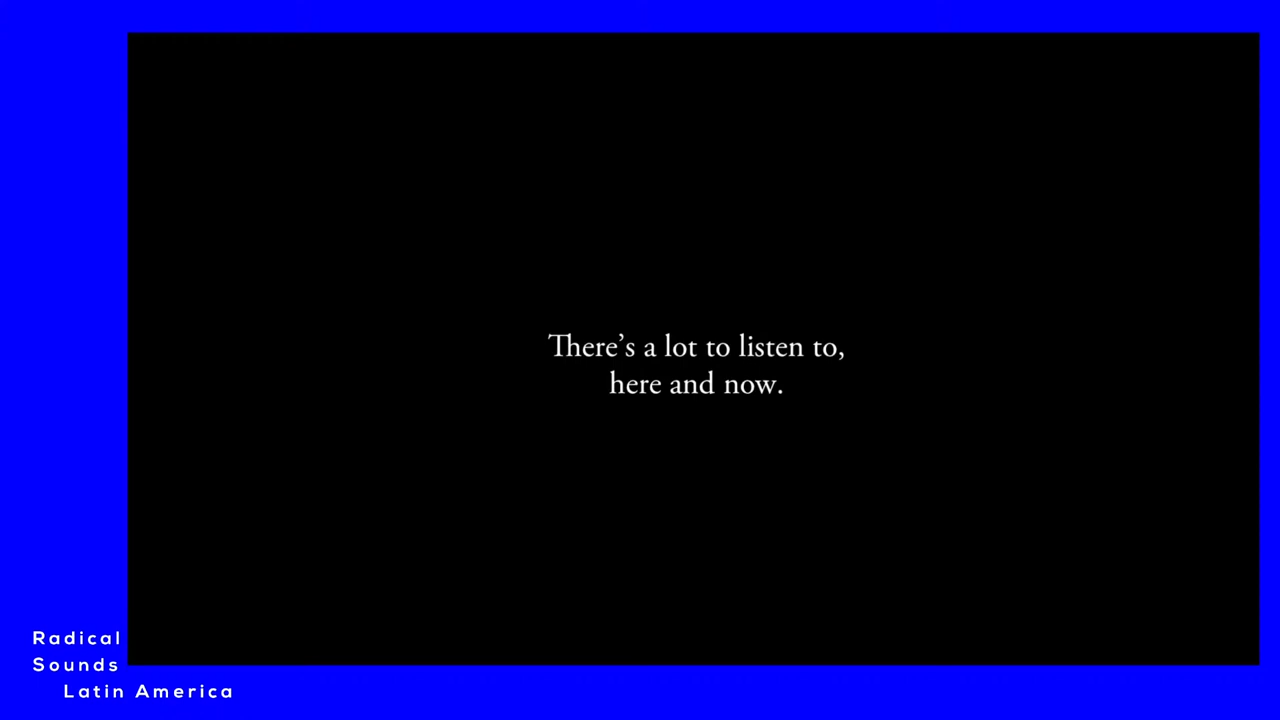 There’s a lot to listen to,
here and now.
Radical
Sounds
Latin America